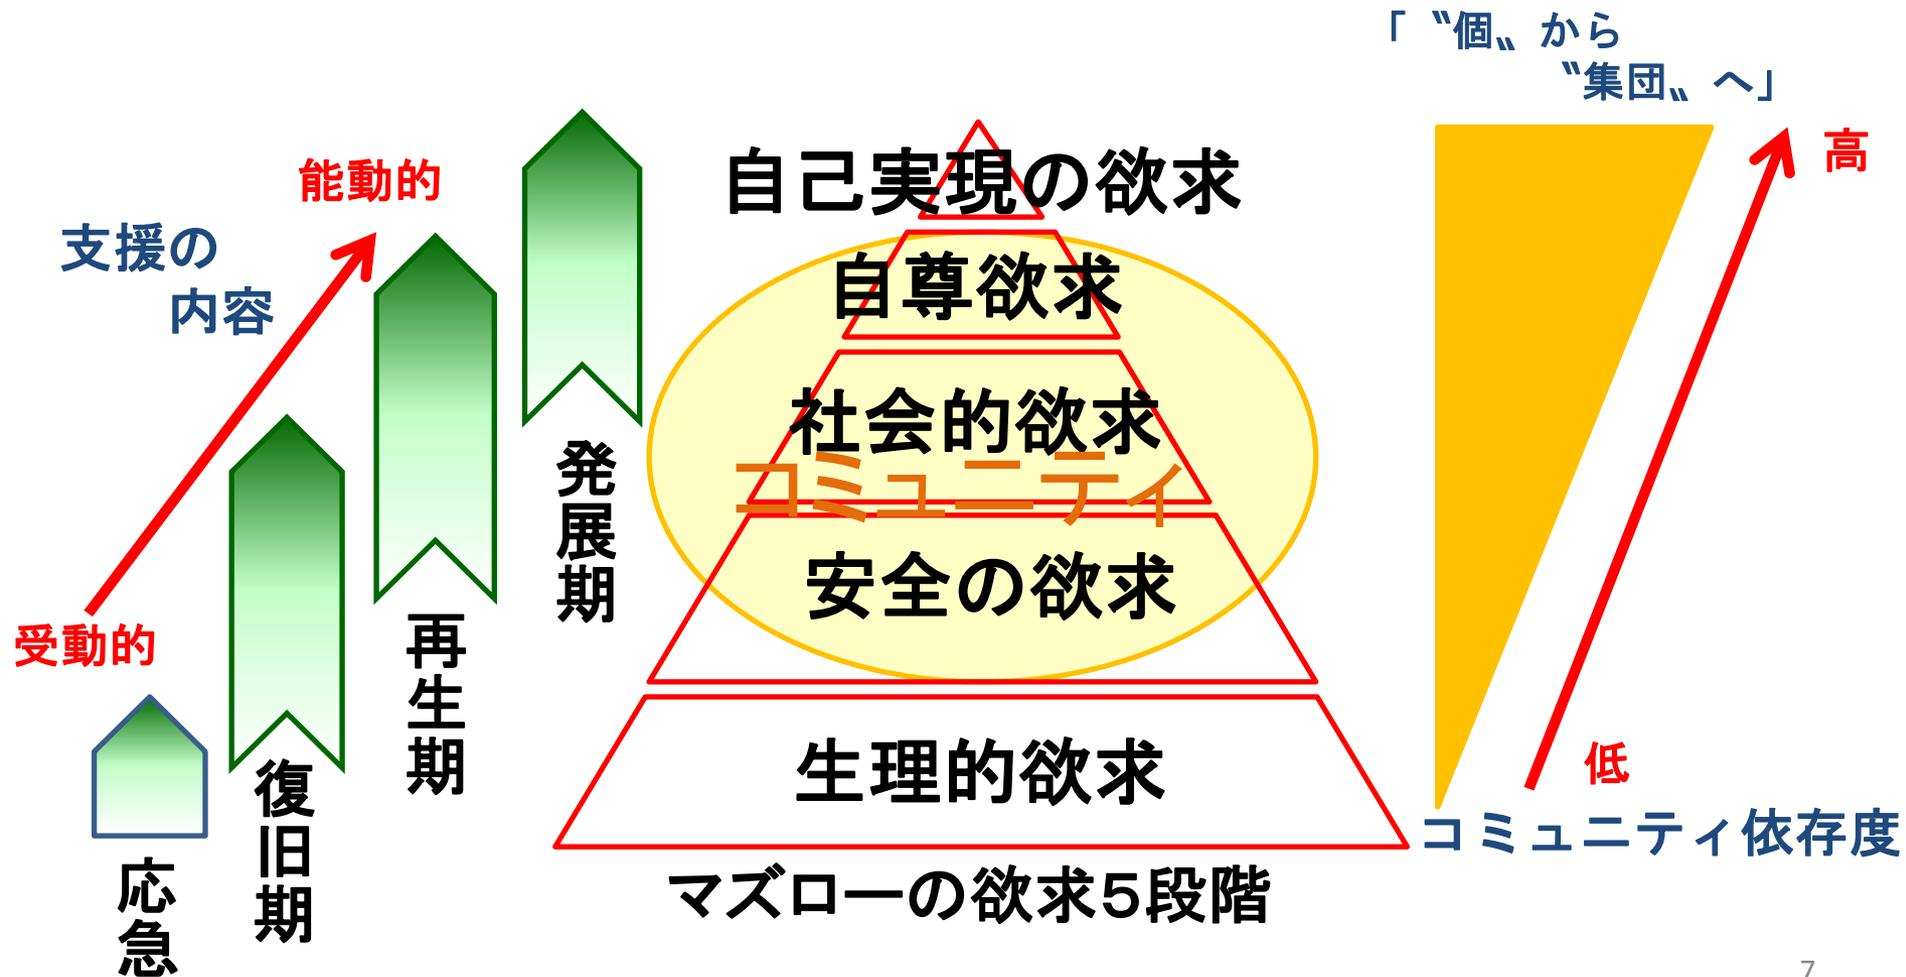 「〝個〟から
〝集団〟へ」
高
能動的
支援の
内容
自己実現の欲求
自尊欲求
社会的欲求
コミュニティ
安全の欲求
生理的欲求
受動的
発展期
再生期
復旧期
応急
低
コミュニティ依存度
マズローの欲求5段階
7